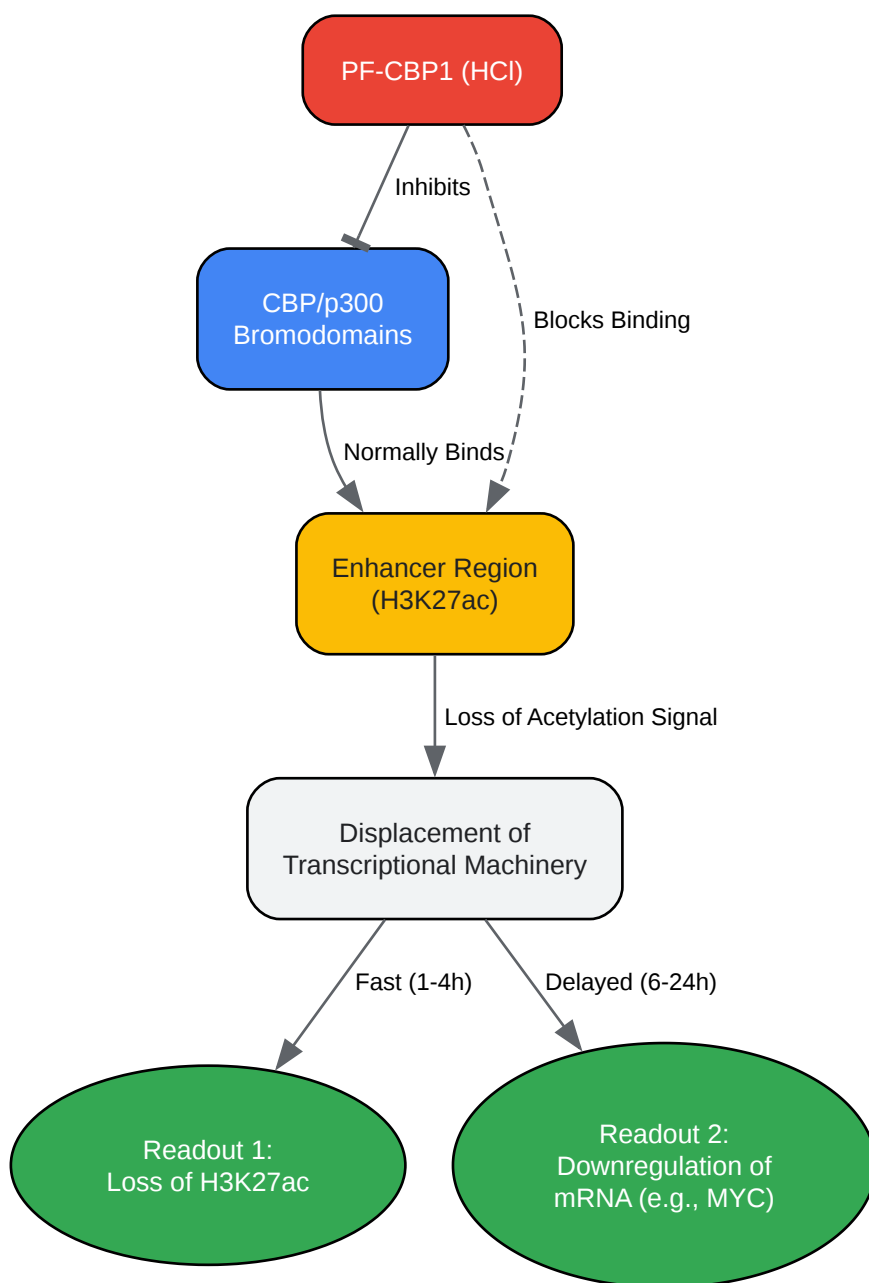 PF-CBP1 (HCl)
Inhibits
CBP/p300
Bromodomains
Blocks Binding
Normally Binds
Enhancer Region
(H3K27ac)
Loss of Acetylation Signal
Displacement of
Transcriptional Machinery
Fast (1-4h)
Delayed (6-24h)
Readout 1:
Loss of H3K27ac
Readout 2:
Downregulation of
mRNA (e.g., MYC)